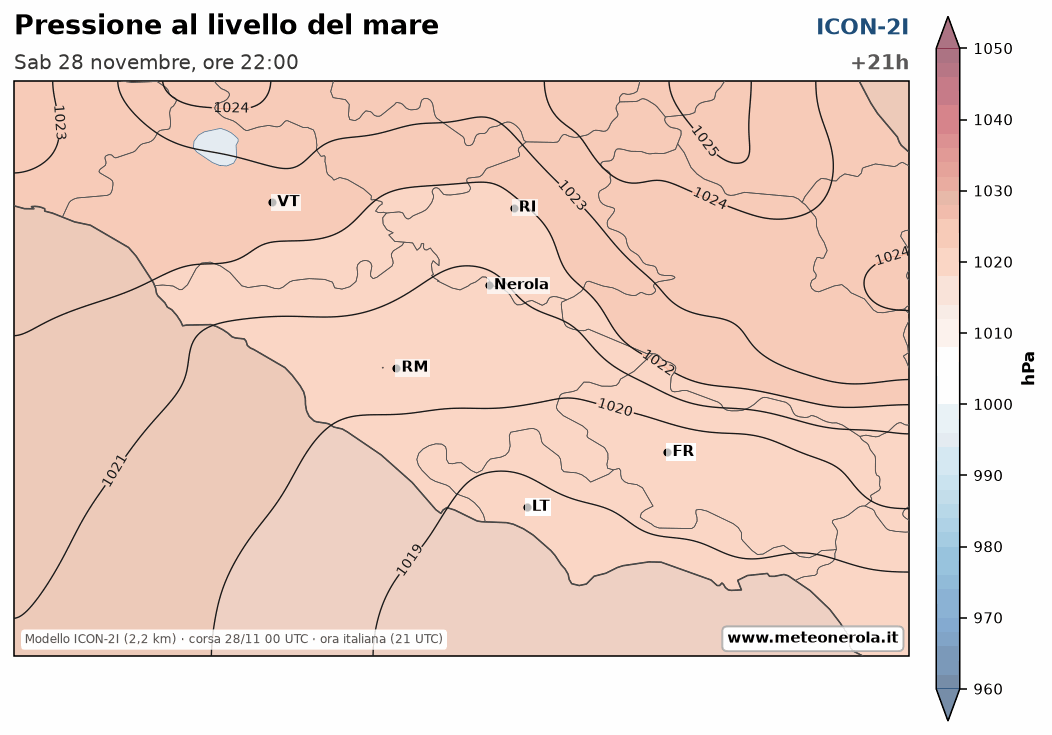 Pressione al livello del mare
ICON-2I
Sab 28 novembre, ore 22:00
+21h
1050
1024
1023
1025
1040
1023
1024
VT
RI
1030
1024
1020
Nerola
1010
RM
1022
hPa
1020
1000
FR
1021
990
LT
1019
980
970
Modello ICON-2I (2,2 km) · corsa 28/11 00 UTC · ora italiana (21 UTC)
www.meteonerola.it
960